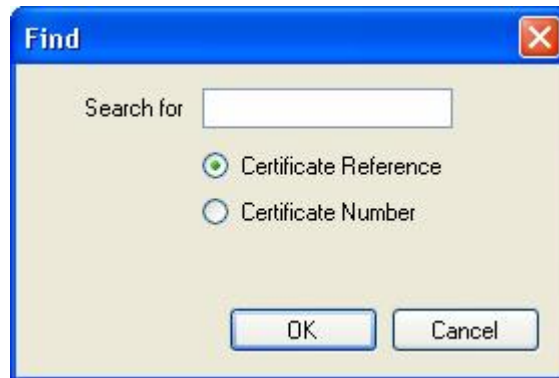 Find
Search for
Certificate Reference
Certificate Number
OK Cancel